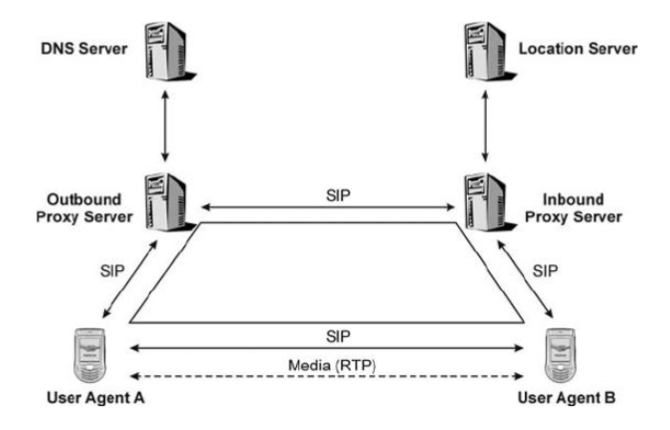 DNS Server
Location Server
Outbound
Proxy Server
SIP
Inbound
Proxy Server
SIP
SIP
SIP
Media (RTP)
User Agent A
User Agent B